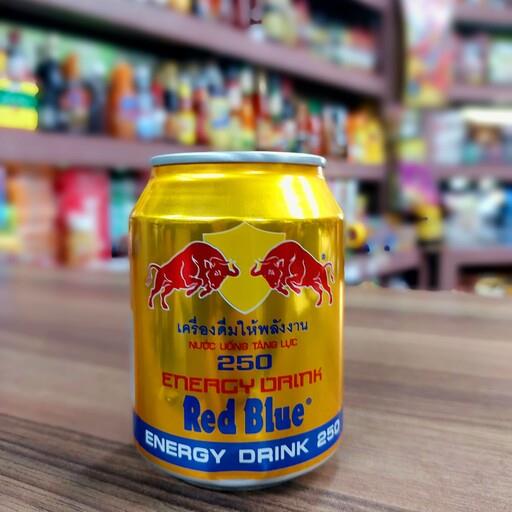 เครื่องดื่มให้พลังงาน
NƯỚC UỐNG TĂNG LỰC
250
ENERGY DRINK
Red Blue®
ENERGY DRINK 250